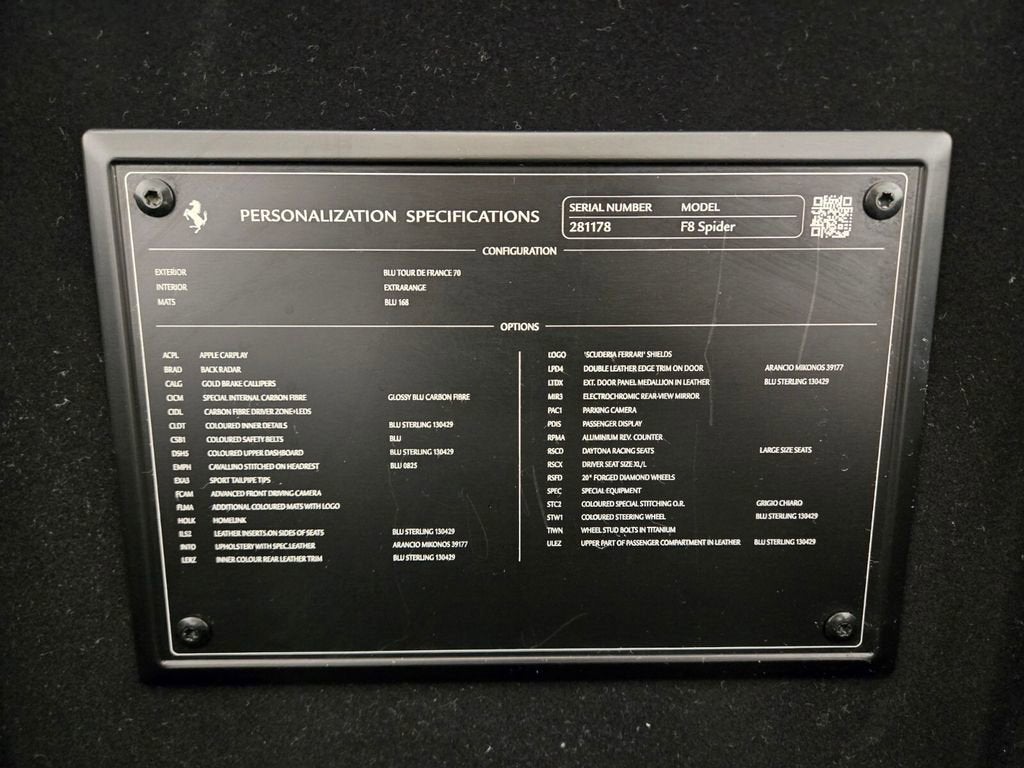 PERSONALIZATION SPECIFICATIONS
SERIAL NUMBER MODEL
281178 F8 Spider
CONFIGURATION
EXTERIOR BLU TOUR DE FRANCE 70
INTERIOR EXTRARANGE
MATS BLU 168
OPTIONS
ACPL APPLE CARPLAY
BRAD BACK RADAR
CALG GOLD BRAKE CALLIPERS
CICM SPECIAL INTERNAL CARBON FIBRE GLOSSY BLU CARBON FIBRE
CIDL CARBON FIBRE DRIVER ZONE+LEDS
CLDT COLOURED INNER DETAILS BLU STERLING 130429
CSB1 COLOURED SAFETY BELTS BLU
DSH5 COLOURED UPPER DASHBOARD BLU STERLING 130429
EMPH CAVALLINO STITCHED ON HEADREST BLU 0825
EXA3 SPORT TAILPIPE TIPS
FCAM ADVANCED FRONT DRIVING CAMERA
FLMA ADDITIONAL COLOURED MATS WITH LOGO
HOLK HOMELINK
ILS2 LEATHER INSERTS ON SIDES OF SEATS BLU STERLING 130429
INTD UPHOLSTERY WITH SPEC.LEATHER ARANCIO MIKONOS 39177
LERZ INNER COLOUR REAR LEATHER TRIM BLU STERLING 130429
LOGO 'SCUDERIA FERRARI' SHIELDS
LPD4 DOUBLE LEATHER EDGE TRIM ON DOOR ARANCIO MIKONOS 39177
LTDX EXT. DOOR PANEL MEDALLION IN LEATHER BLU STERLING 130429
MIR3 ELECTROCHROMIC REAR-VIEW MIRROR
PAC1 PARKING CAMERA
PDIS PASSENGER DISPLAY
RPMA ALUMINIUM REV. COUNTER
RSCD DAYTONA RACING SEATS LARGE SIZE SEATS
RSCX DRIVER SEAT SIZE XL/L
RSFD 20" FORGED DIAMOND WHEELS
SPEC SPECIAL EQUIPMENT
STC2 COLOURED SPECIAL STITCHING O.R. GRIGIO CHIARO
STW1 COLOURED STEERING WHEEL BLU STERLING 130429
TIWN WHEEL STUD BOLTS IN TITANIUM
ULEZ UPPER PART OF PASSENGER COMPARTMENT IN LEATHER BLU STERLING 130429